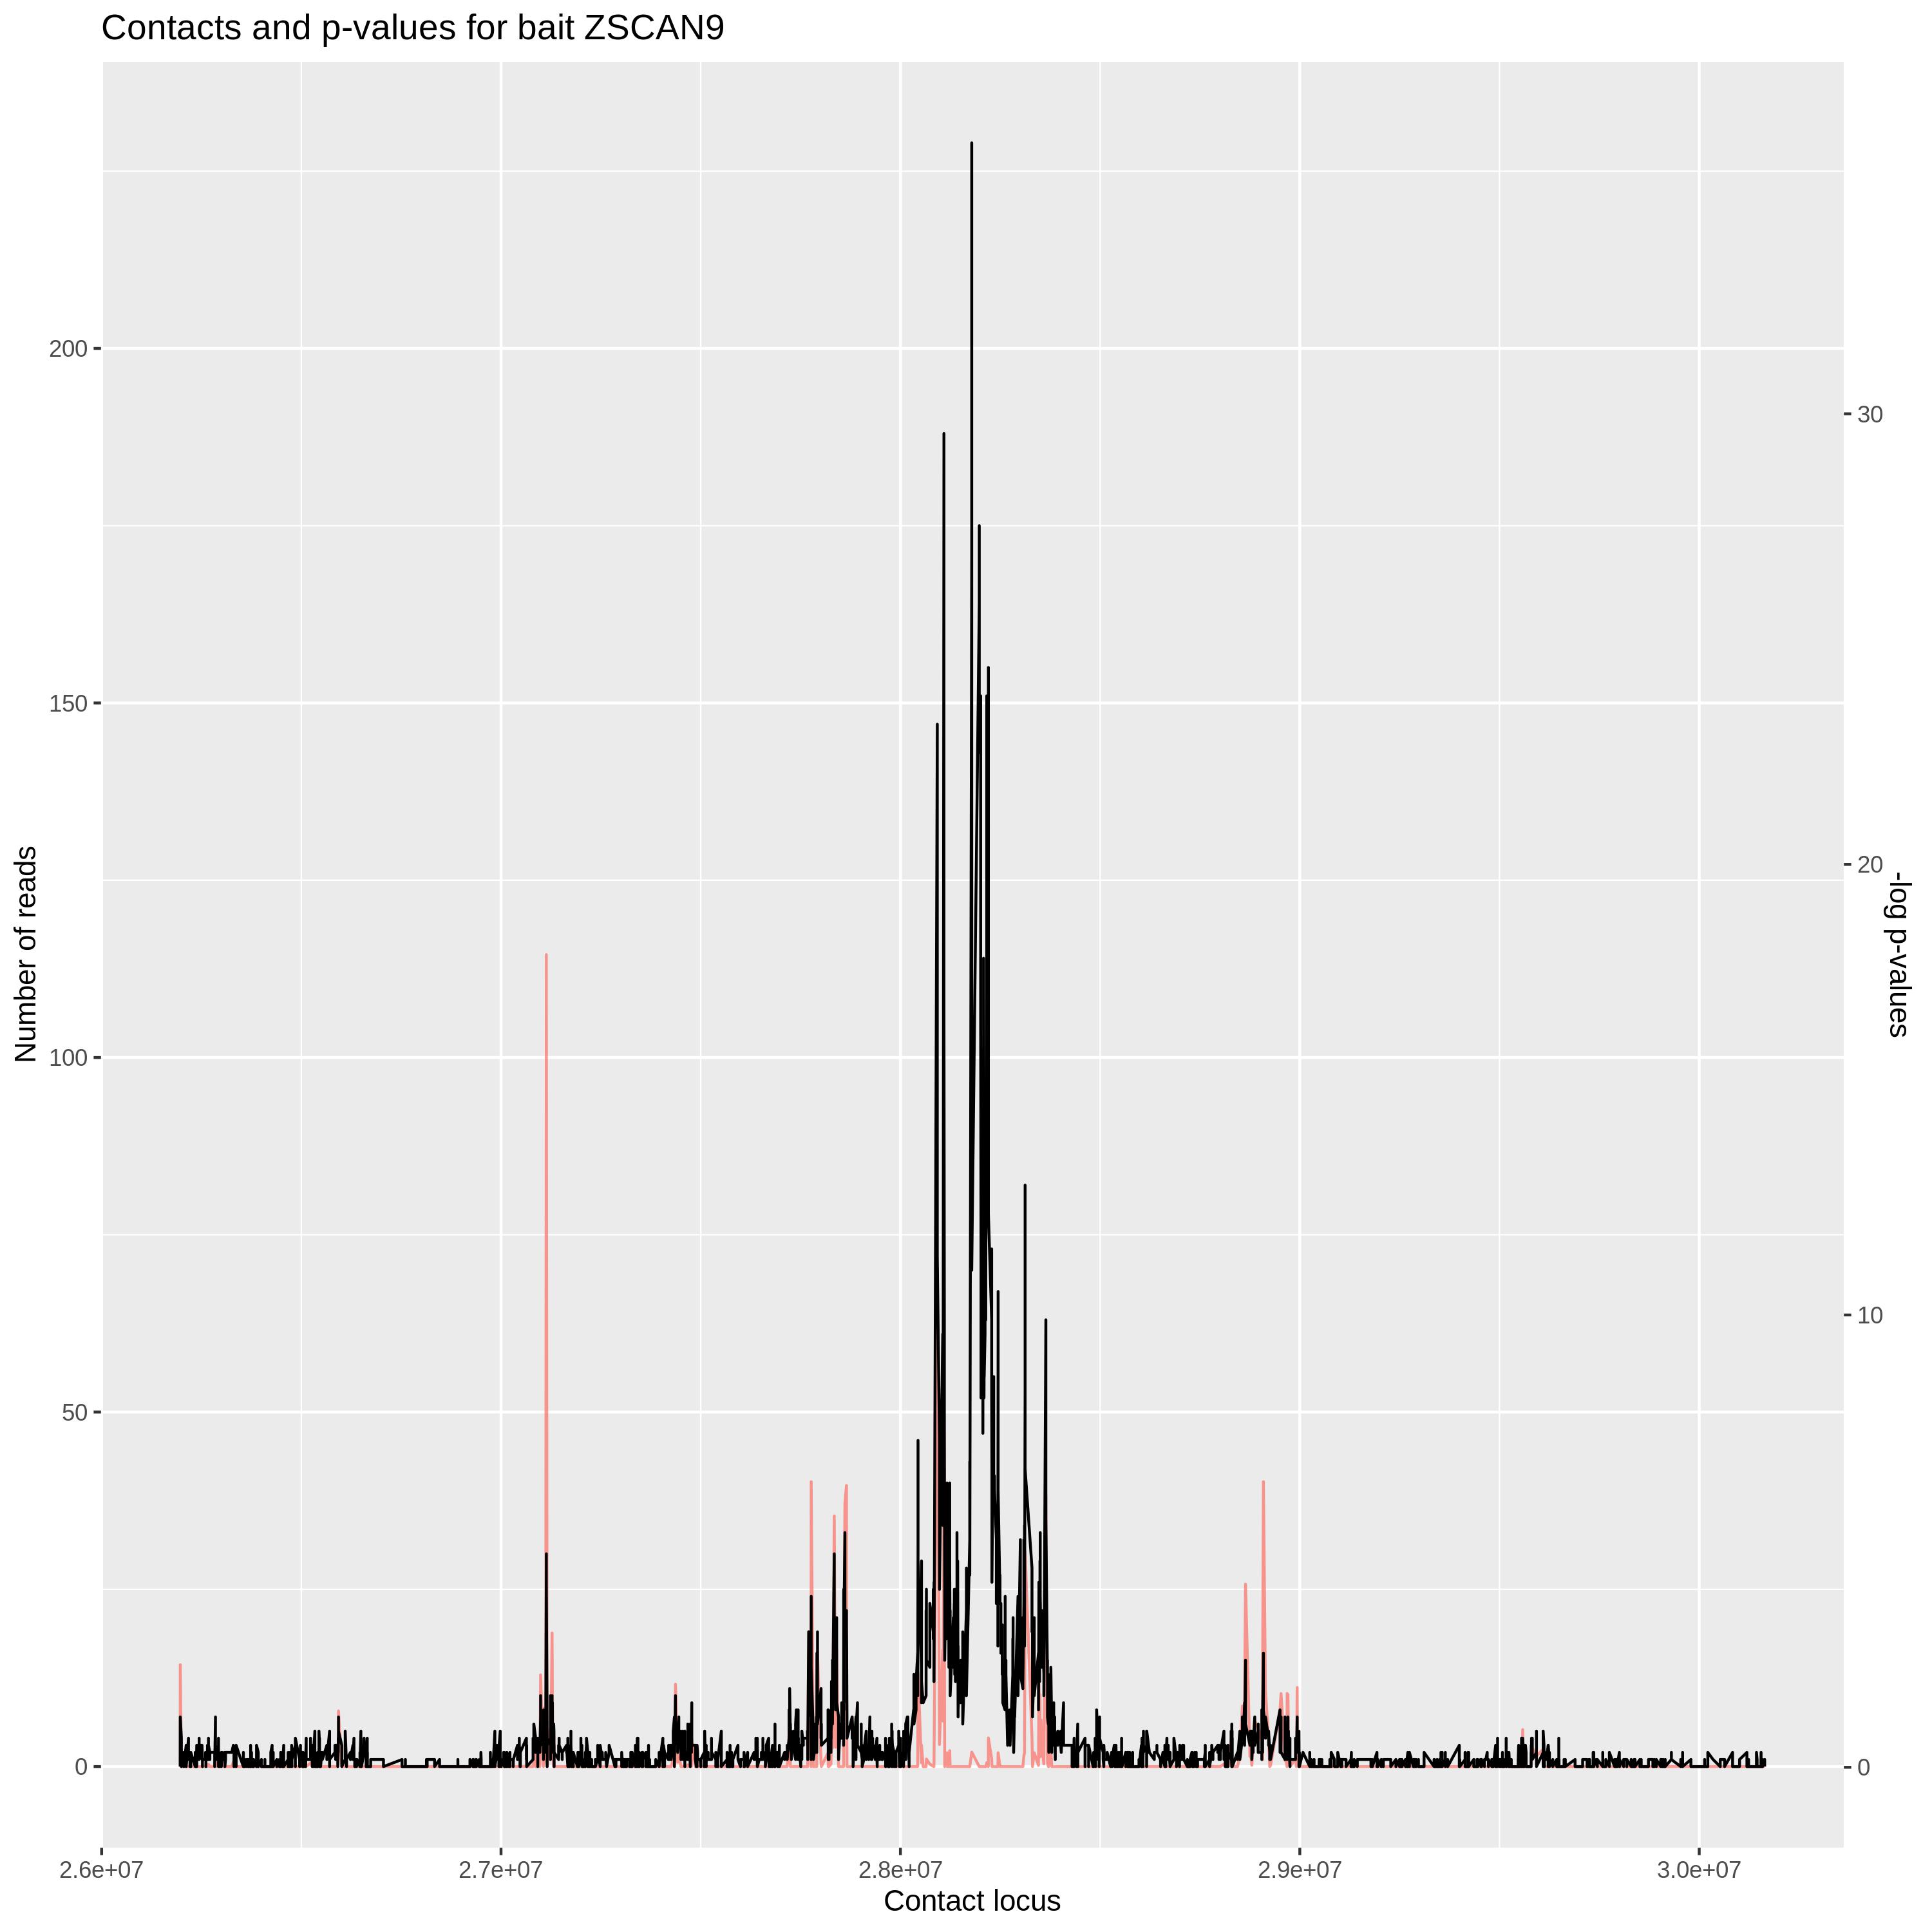 Contacts and p-values for bait ZSCAN9
Number of reads
200
150
100
50
0
30
20
10
0
-log p-values
2.6e+07 2.7e+07 2.8e+07 2.9e+07 3.0e+07
Contact locus